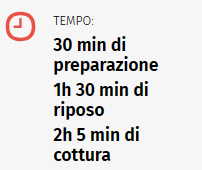 TEMPO:
30 min di
preparazione
1h 30 min di
riposo
2h 5 min di
cottura